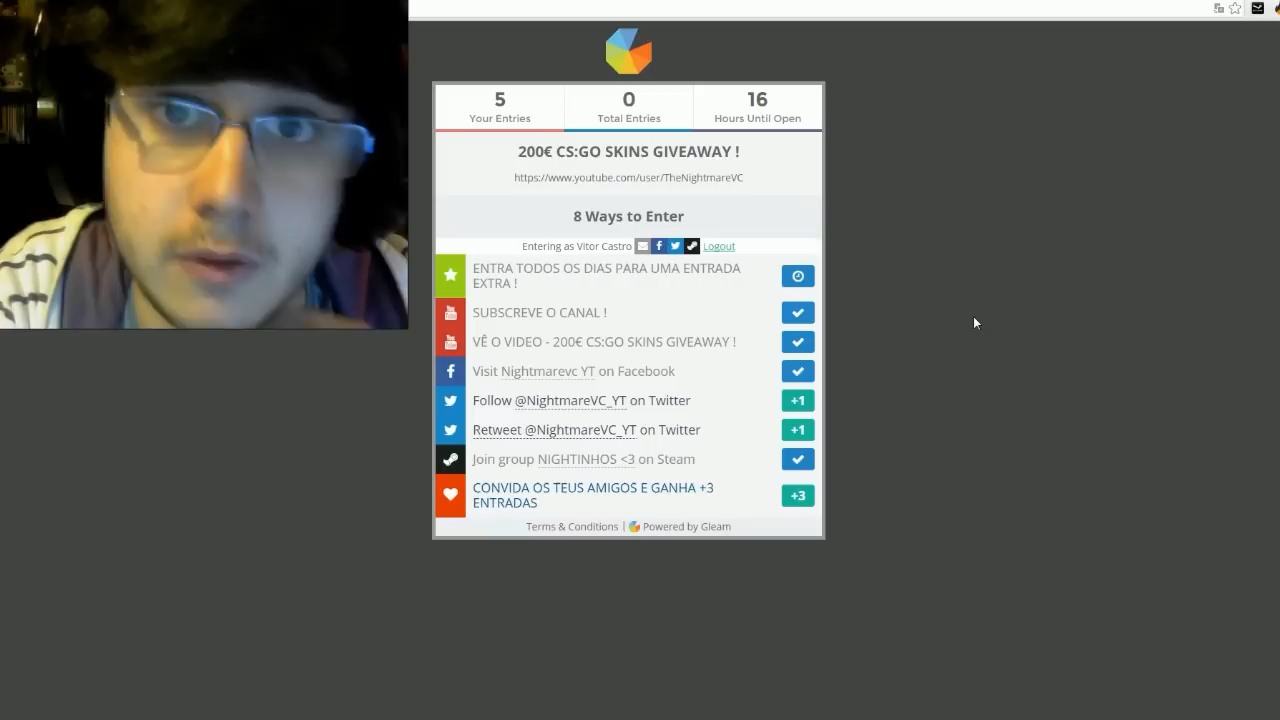 5
Your Entries
0
Total Entries
16
Hours Until Open
200€ CS:GO SKINS GIVEAWAY !
https://www.youtube.com/user/TheNightmareVC
8 Ways to Enter
Entering as Vitor Castro Logout
ENTRA TODOS OS DIAS PARA UMA ENTRADA
EXTRA !
SUBSCREVE O CANAL !
VÊ O VIDEO - 200€ CS:GO SKINS GIVEAWAY !
Visit Nightmarevc YT on Facebook
Follow @NightmareVC_YT on Twitter +1
Retweet @NightmareVC_YT on Twitter +1
Join group NIGHTINHOS <3 on Steam
CONVIDA OS TEUS AMIGOS E GANHA +3
ENTRADAS
+3
Terms & Conditions | Powered by Gleam